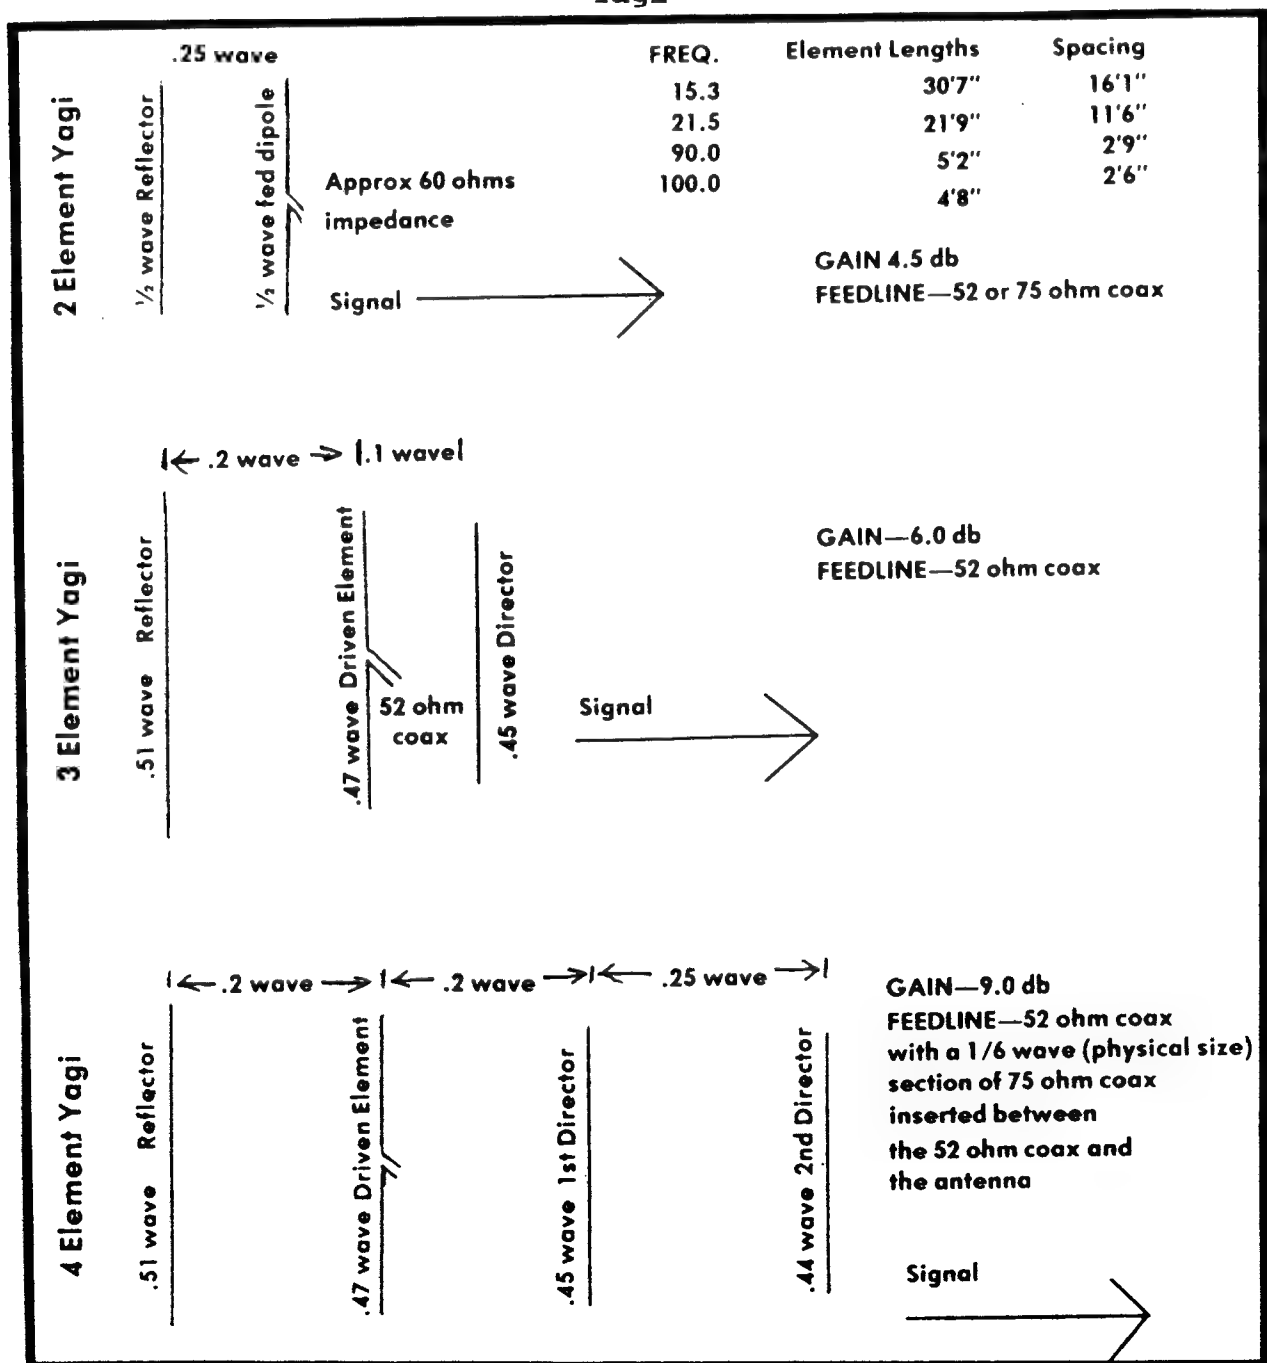 2 Element Yagi
.25 wave
½ wave Reflector
½ wave fed dipole
Approx 60 ohms
impedance
Signal
FREQ. Element Lengths Spacing
15.3 30'7" 16'1"
21.5 21'9" 11'6"
90.0 5'2" 2'9"
100.0 4'8" 2'6"
GAIN 4.5 db
FEEDLINE—52 or 75 ohm coax
3 Element Yagi
.2 wave .1 wave
.51 wave Reflector
.47 wave Driven Element
52 ohm
coax
.45 wave Director
Signal
GAIN—6.0 db
FEEDLINE—52 ohm coax
4 Element Yagi
.2 wave .2 wave .25 wave
.51 wave Reflector
.47 wave Driven Element
.45 wave 1st Director
.44 wave 2nd Director
GAIN—9.0 db
FEEDLINE—52 ohm coax
with a 1/6 wave (physical size)
section of 75 ohm coax
inserted between
the 52 ohm coax and
the antenna
Signal